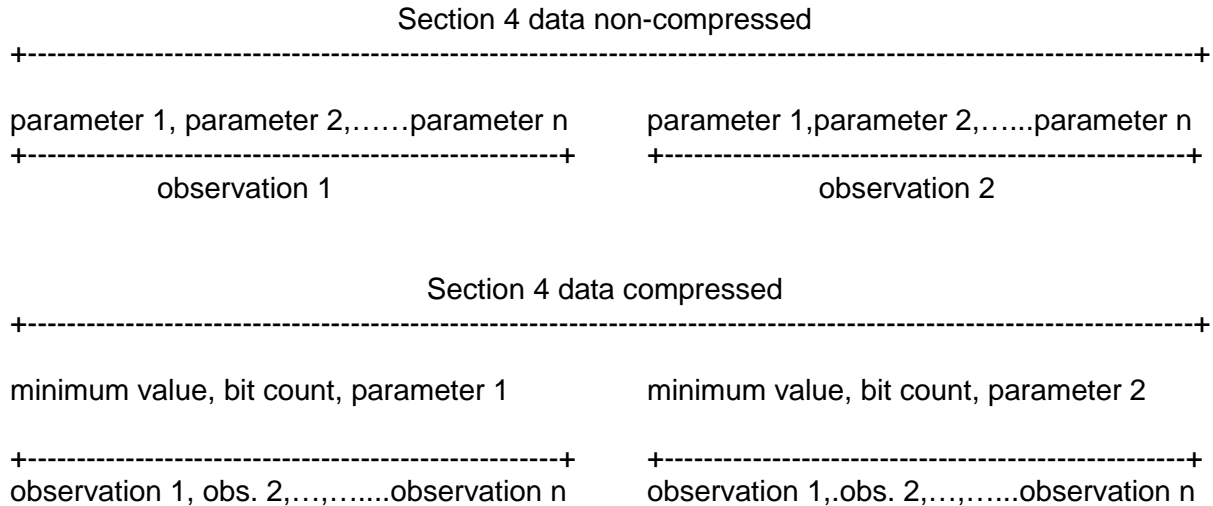 Section 4 data non-compressed
+-----------------------------------------------------------------------------------------------------------------------+
parameter 1, parameter 2,……parameter n parameter 1,parameter 2,…...parameter n
+-------------------------------------------------------+ +------------------------------------------------------+
observation 1 observation 2
Section 4 data compressed
+-----------------------------------------------------------------------------------------------------------------------+
minimum value, bit count, parameter 1 minimum value, bit count, parameter 2
+-------------------------------------------------------+ +------------------------------------------------------+
observation 1, obs. 2,…,…....observation n observation 1,.obs. 2,…,…...observation n